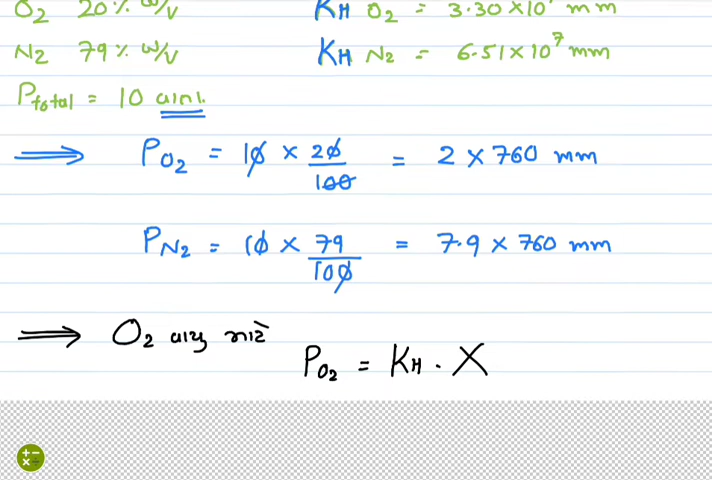 O2 20% w/v KH O2 = 3.30 × 10 mm
N2 79% w/v KH N2 = 6.51 × 10⁷ mm
Ptotal = 10 atm.
⟹ PO2 = 10 × 20/100 = 2 × 760 mm
PN2 = 10 × 79/100 = 7.9 × 760 mm
⟹ O2 વાયુ માટે
PO2 = KH · X